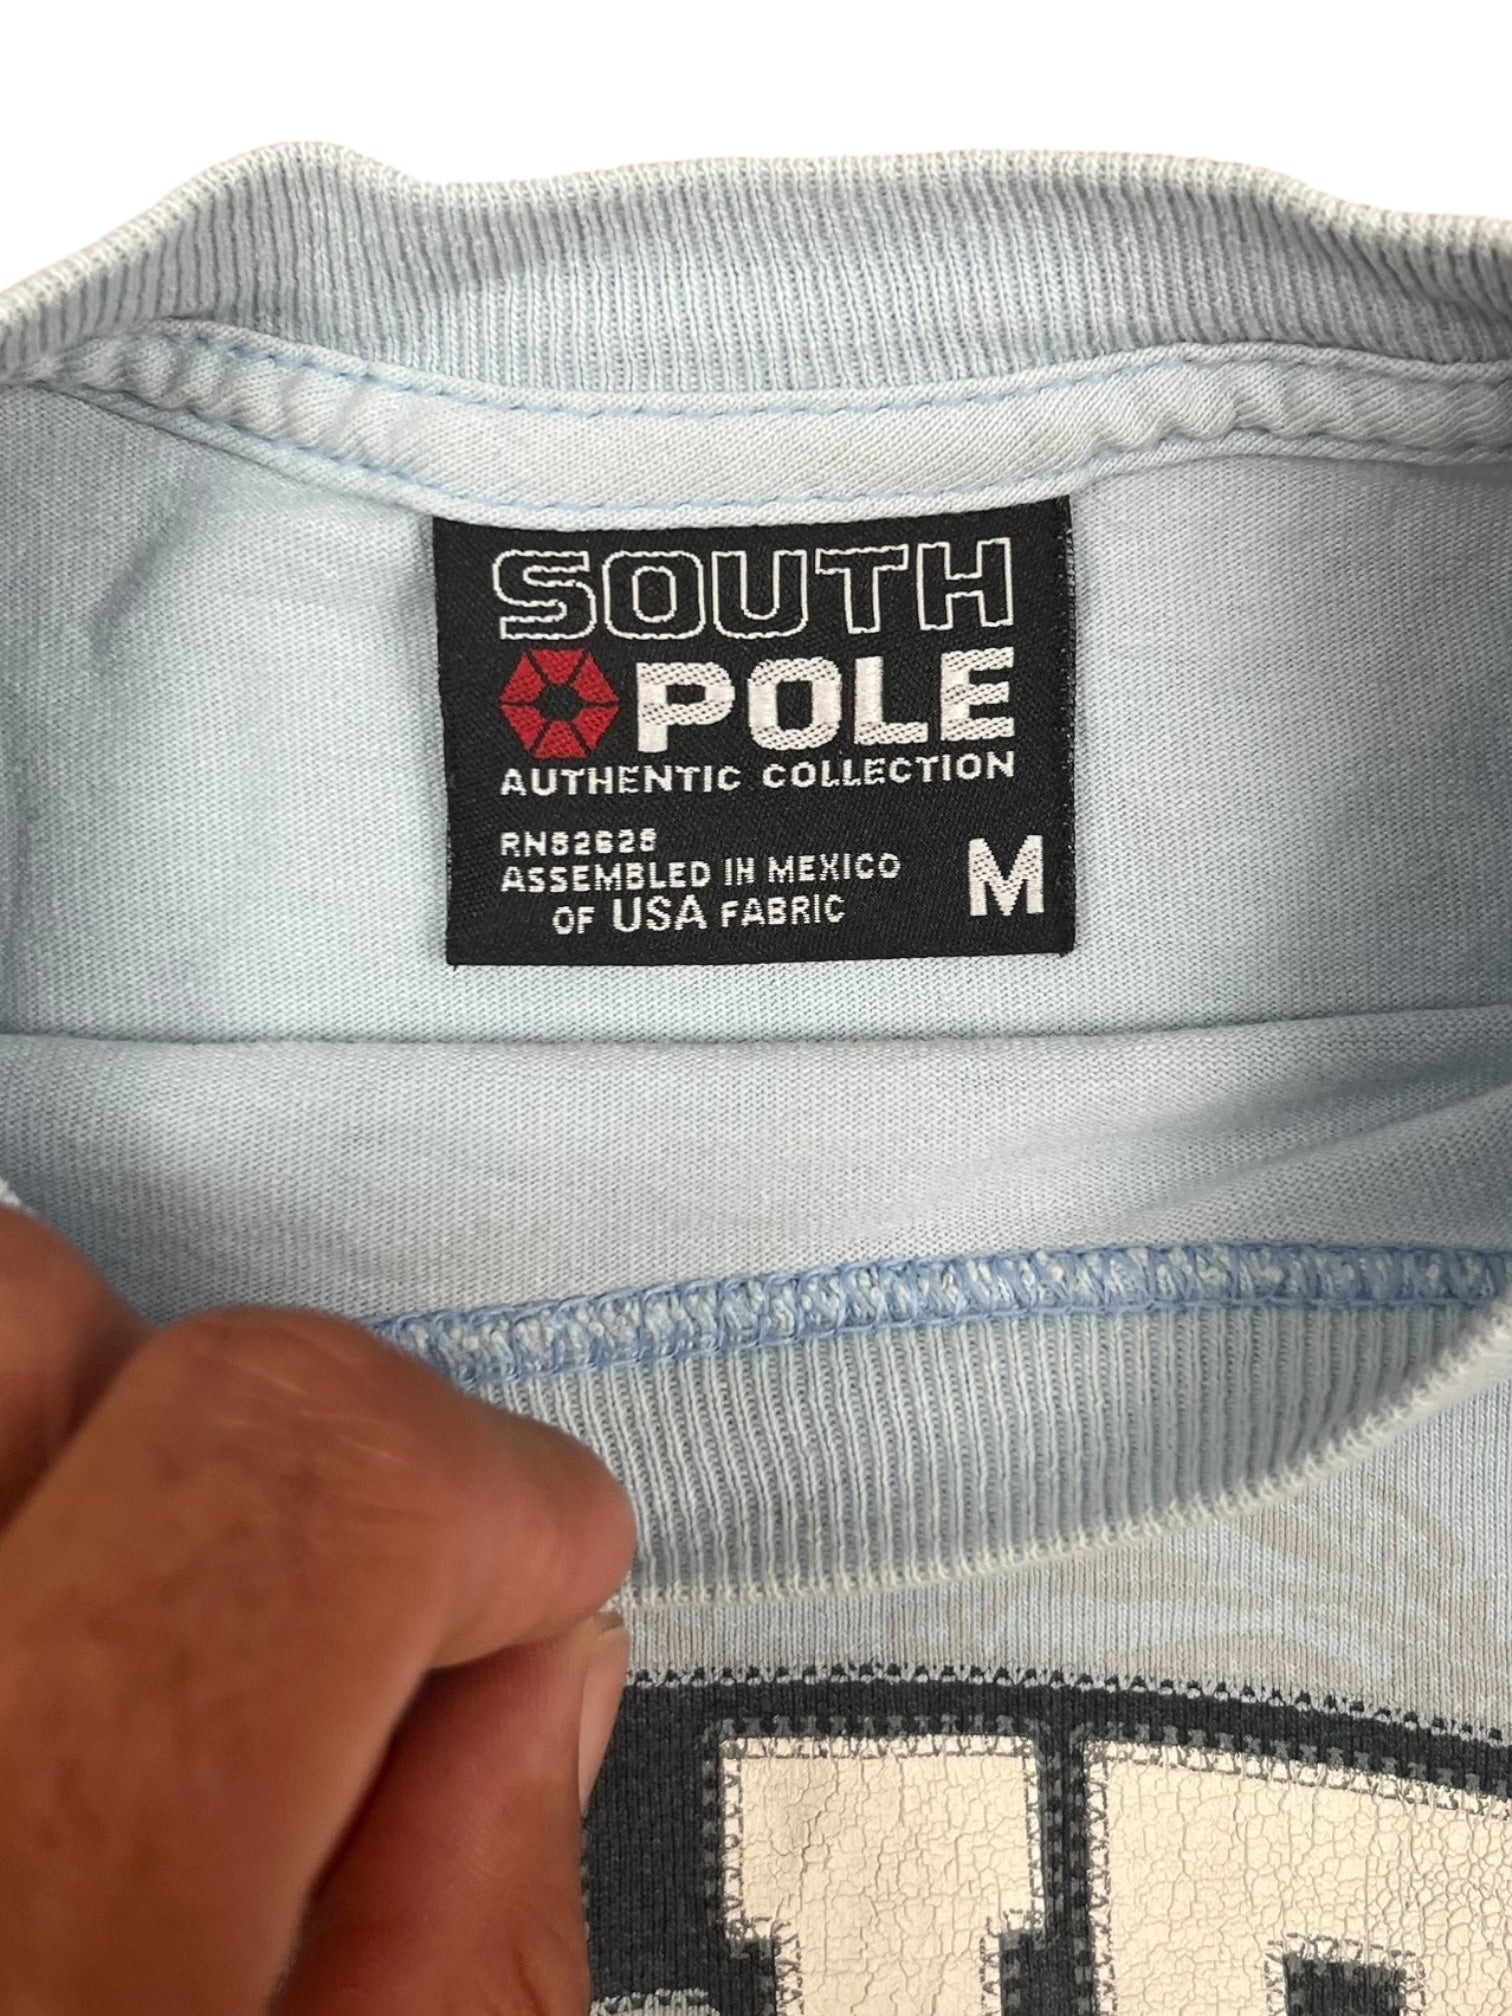 SOUTH
POLE
AUTHENTIC COLLECTION
RN82628
ASSEMBLED IN MEXICO
OF USA FABRIC
M